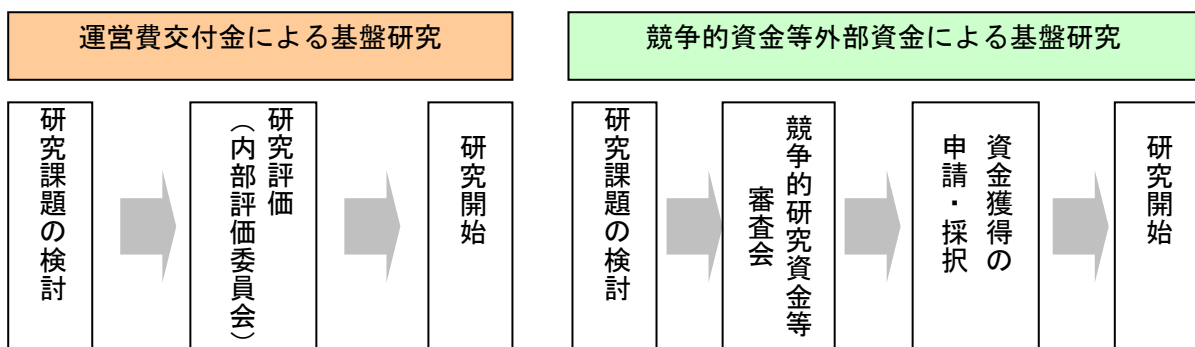 運営費交付金による基盤研究
研究課題の検討
研究評価
（内部評価委員会）
研究開始
競争的資金等外部資金による基盤研究
研究課題の検討
競争的研究資金等
審査会
資金獲得の
申請・採択
研究開始